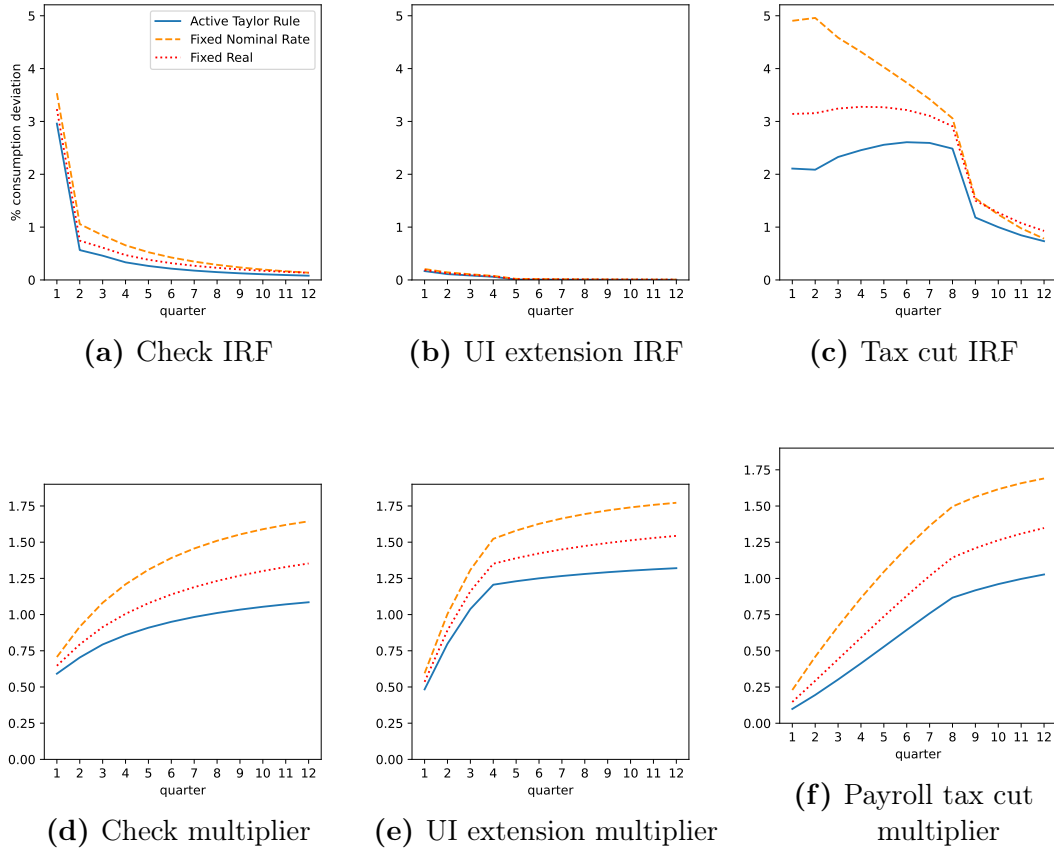 5
4
3
2
1
0
% consumption deviation
Active Taylor Rule
Fixed Nominal Rate
Fixed Real
1 2 3 4 5 6 7 8 9 10 11 12
quarter
(a) Check IRF
5
4
3
2
1
0
1 2 3 4 5 6 7 8 9 10 11 12
quarter
(b) UI extension IRF
5
4
3
2
1
0
1 2 3 4 5 6 7 8 9 10 11 12
quarter
(c) Tax cut IRF
1.75
1.50
1.25
1.00
0.75
0.50
0.25
0.00
1 2 3 4 5 6 7 8 9 10 11 12
quarter
(d) Check multiplier
1.75
1.50
1.25
1.00
0.75
0.50
0.25
0.00
1 2 3 4 5 6 7 8 9 10 11 12
quarter
(e) UI extension multiplier
1.75
1.50
1.25
1.00
0.75
0.50
0.25
0.00
1 2 3 4 5 6 7 8 9 10 11 12
quarter
(f) Payroll tax cut
multiplier